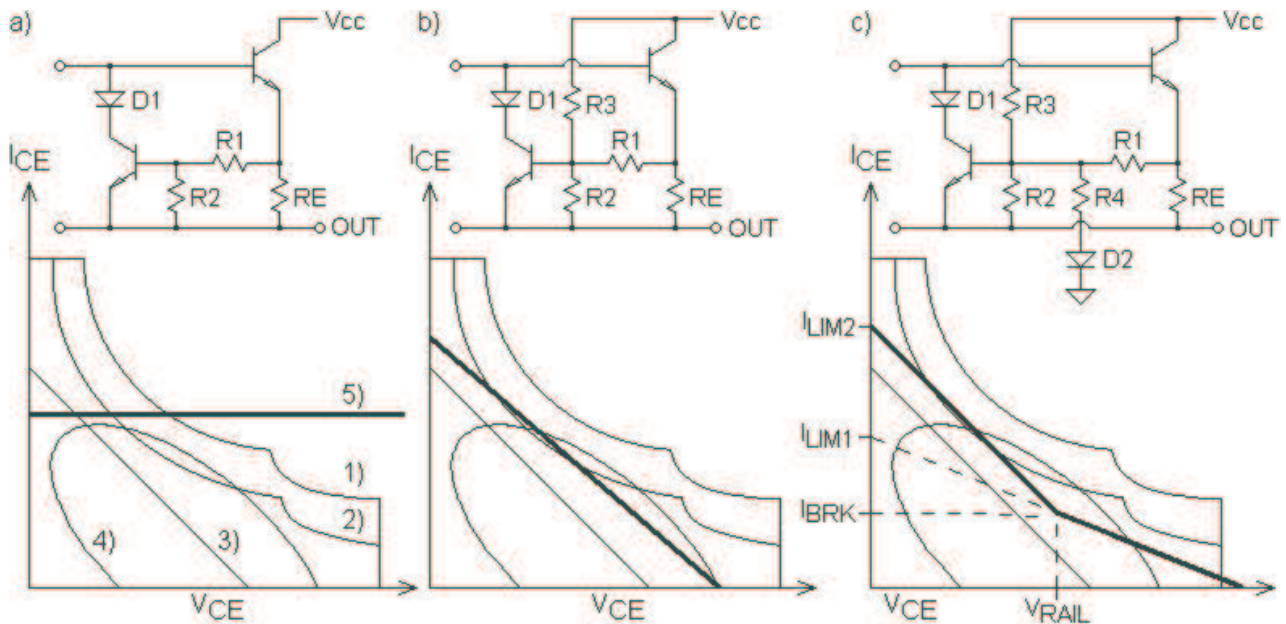 a)
Vcc
D1
R1
ICE
R2
RE
OUT
5)
1)
2)
3)
4)
VCE
b)
Vcc
D1
R3
R1
ICE
R2
RE
OUT
VCE
c)
Vcc
D1
R3
R1
ICE
R2
R4
RE
OUT
D2
ILIM2
ILIM1
IBRK
VCE
VRAIL